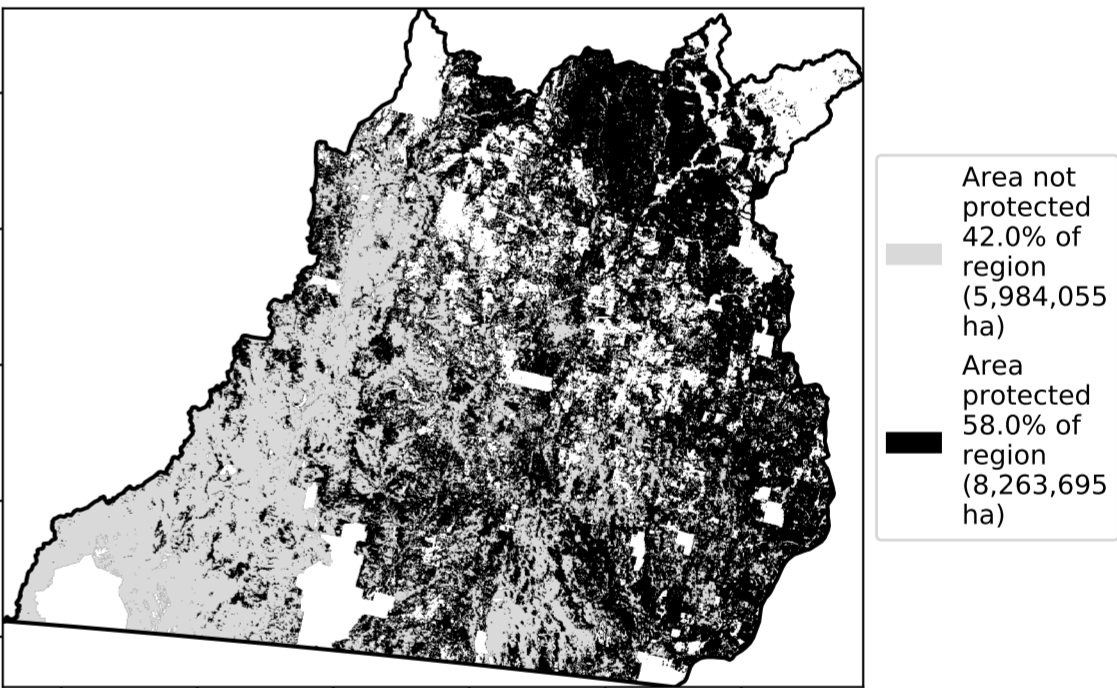 Area not
protected
42.0% of
region
(5,984,055
ha)
Area
protected
58.0% of
region
(8,263,695
ha)